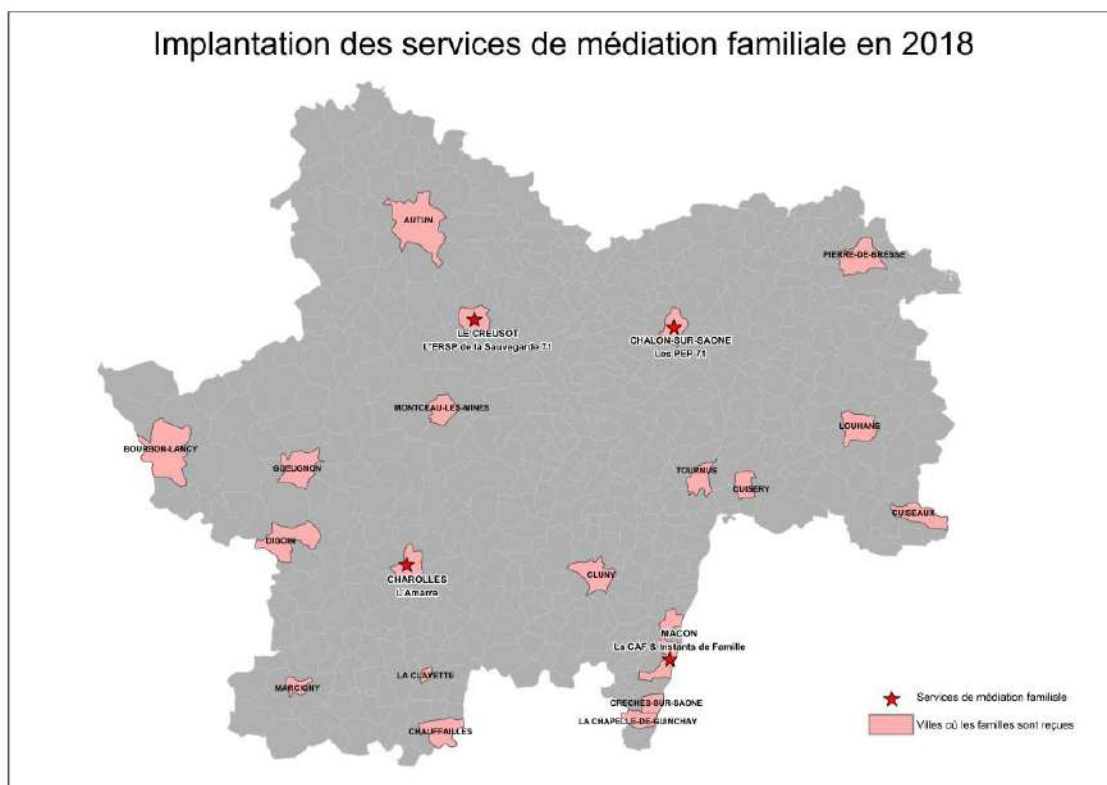 Implantation des services de médiation familiale en 2018
AUTUN
PIERRE-DE-BRESSE
LE CREUSOT
L'ERSP de la Sauvegarde 71
CHALON-SUR-SAONE
Les PEP 71
MONTCEAU-LES-MINES
LOUHANS
BOURBON-LANCY
GUEUGNON
TOURNUS
CUISERY
CUISEAUX
DIGOIN
CHAROLLES
L'Amarre
CLUNY
MACON
La CAF & Instants de Famille
LA CLAYETTE
MARCIGNY
CRECHES-SUR-SAONE
LA CHAPELLE-DE-GUINCHAY
CHAUFFAILLES
Services de médiation familiale
Villes où les familles sont reçues